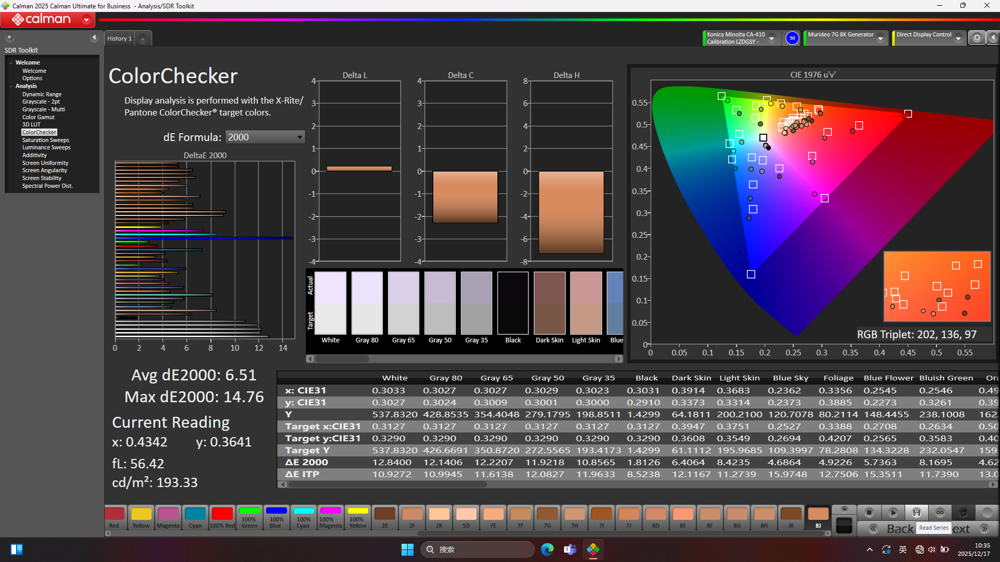 Calman 2025 Calman Ultimate for Business - Analysis/SDR Toolkit
calman
History 1
Konica Minolta CA-410
Calibration LZDGSY -
50
Murideo 7G 8K Generator
Direct Display Control
SDR Toolkit
Welcome
Welcome
Options
Analysis
Dynamic Range
Grayscale - 2pt
Grayscale - Multi
Color Gamut
3D LUT
ColorChecker
Saturation Sweeps
Luminance Sweeps
Additivity
Screen Uniformity
Screen Angularity
Screen Stability
Spectral Power Dist.
ColorChecker
Display analysis is performed with the X-Rite/
Pantone ColorChecker® target colors.
dE Formula: 2000
DeltaE 2000
0 2 4 6 8 10 12 14
Delta L
4
3
2
1
0
-1
-2
-3
-4
Delta C
4
3
2
1
0
-1
-2
-3
-4
Delta H
8
6
4
2
0
-2
-4
-6
-8
Actual
Target
White Gray 80 Gray 65 Gray 50 Gray 35 Black Dark Skin Light Skin Blue
CIE 1976 u'v'
0.55
0.5
0.45
0.4
0.35
0.3
0.25
0.2
0.15
0.1
0.05
0
0 0.05 0.1 0.15 0.2 0.25 0.3 0.35 0.4 0.45 0.5 0.55
RGB Triplet: 202, 136, 97
Avg dE2000: 6.51
Max dE2000: 14.76
Current Reading
x: 0.4342 y: 0.3641
fL: 56.42
cd/m²: 193.33
White Gray 80 Gray 65 Gray 50 Gray 35 Black Dark Skin Light Skin Blue Sky Foliage Blue Flower Bluish Green Ora
x: CIE31 0.3033 0.3027 0.3027 0.3029 0.3023 0.3031 0.3914 0.3683 0.2362 0.3356 0.2545 0.2546 0.49
y: CIE31 0.3027 0.3024 0.3009 0.3001 0.3000 0.2910 0.3373 0.3314 0.2373 0.3885 0.2273 0.3261 0.39
Y 537.8320 428.8535 354.4048 279.1795 198.8511 1.4299 64.1811 200.2100 120.7078 80.2114 148.4455 238.1008 162.
Target x:CIE31 0.3127 0.3127 0.3127 0.3127 0.3127 0.3127 0.3947 0.3751 0.2527 0.3388 0.2708 0.2634 0.50
Target y:CIE31 0.3290 0.3290 0.3290 0.3290 0.3290 0.3290 0.3608 0.3549 0.2694 0.4207 0.2565 0.3583 0.40
Target Y 537.8320 426.6691 350.8720 272.5565 193.4173 1.4299 61.1112 195.9685 109.3997 78.2808 134.3228 232.0547 159.
ΔE 2000 12.8400 12.1406 12.2207 11.9218 10.8565 1.8126 6.4064 8.4235 4.6864 4.9226 5.7363 8.1695 4.62
ΔE ITP 10.9272 10.9945 11.6138 12.0827 11.9633 8.5238 12.1167 11.2739 15.9748 12.7506 15.3511 11.7390 13.0
Red Yellow Magenta Cyan 100% Red 100% Green 100% Blue 100% Cyan 100% Magenta 100% Yellow 2E 2F 2K 5D 7E 7F 7G 7H 7I 7J 8D 8E 8F 8G 8H 8I 8J
Back Read Series ext
搜索
英
10:35
2025/12/17